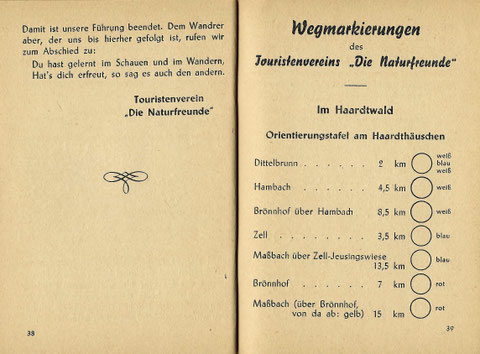 Damit ist unsere Führung beendet. Dem Wandrer
aber, der uns bis hierher gefolgt ist, rufen wir
zum Abschied zu:
Du hast gelernt im Schauen und im Wandern,
Hat's dich erfreut, so sag es auch den andern.
Touristenverein
„Die Naturfreunde"
38
Wegmarkierungen
des
Touristenvereins „Die Naturfreunde"
Im Haardtwald
Orientierungstafel am Haardthäuschen
Dittelbrunn . . . . . . 2 km weiß blau weiß
Hambach . . . . . . 4,5 km weiß
Brönnhof über Hambach 8,5 km weiß
Zell . . . . . . . . 3,5 km blau
Maßbach über Zell-Jeusingswiese
13,5 km blau
Brönnhof . . . . . 7 km rot
Maßbach (über Brönnhof,
von da ab: gelb) 15 km rot
39